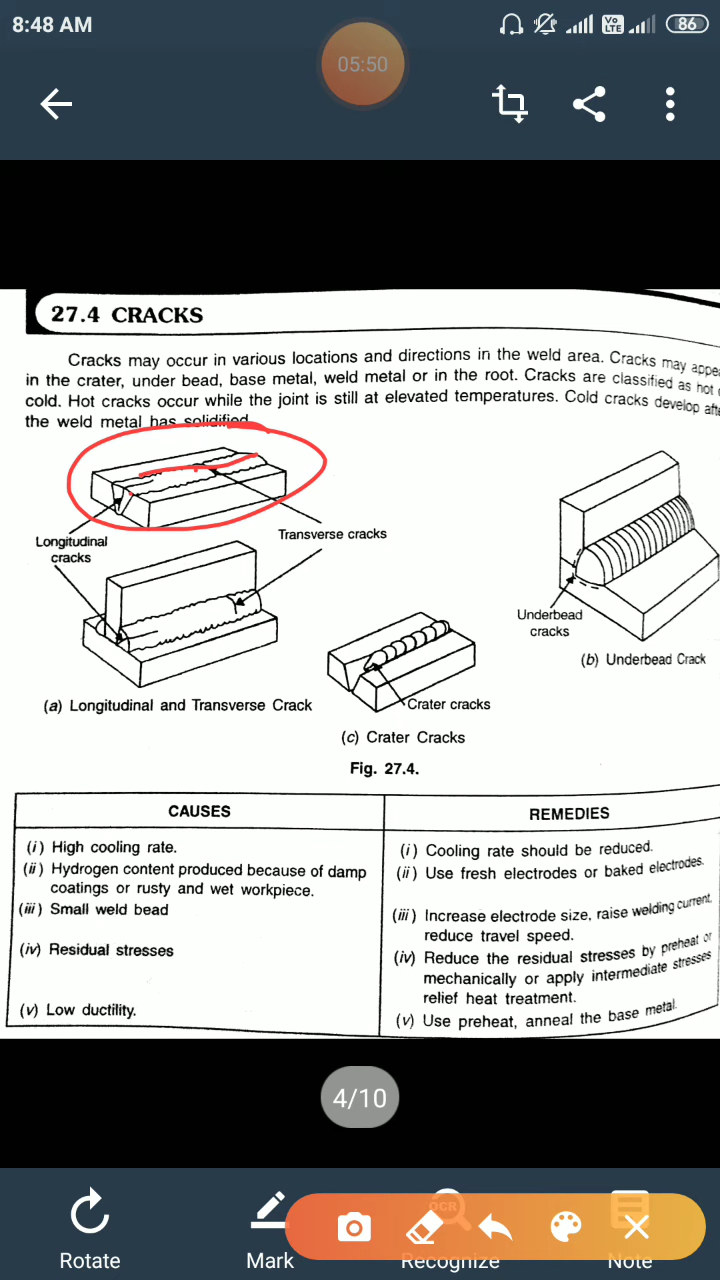 8:48 AM
Vo
LTE
86
05:50
27.4 CRACKS
Cracks may occur in various locations and directions in the weld area. Cracks may
in the crater, under bead, base metal, weld metal or in the root. Cracks are classified as hot
cold. Hot cracks occur while the joint is still at elevated temperatures. Cold cracks develop
the weld metal has solidified
Longitudinal
cracks
Transverse cracks
Underbead
cracks
(b) Underbead Crack
(a) Longitudinal and Transverse Crack
Crater cracks
(c) Crater Cracks
Fig. 27.4.
CAUSES
(i) High cooling rate.
(ii) Hydrogen content produced because of damp
coatings or rusty and wet workpiece.
(iii) Small weld bead
(iv) Residual stresses
(v) Low ductility.
REMEDIES
(i) Cooling rate should be reduced.
(ii) Use fresh electrodes or baked electrodes.
(iii) Increase electrode size, raise welding current,
reduce travel speed.
(iv) Reduce the residual stresses by preheat or
mechanically or apply intermediate stresses
relief heat treatment.
(v) Use preheat, anneal the base metal.
4/10
OCR
Rotate
Mark
Recognize
Note